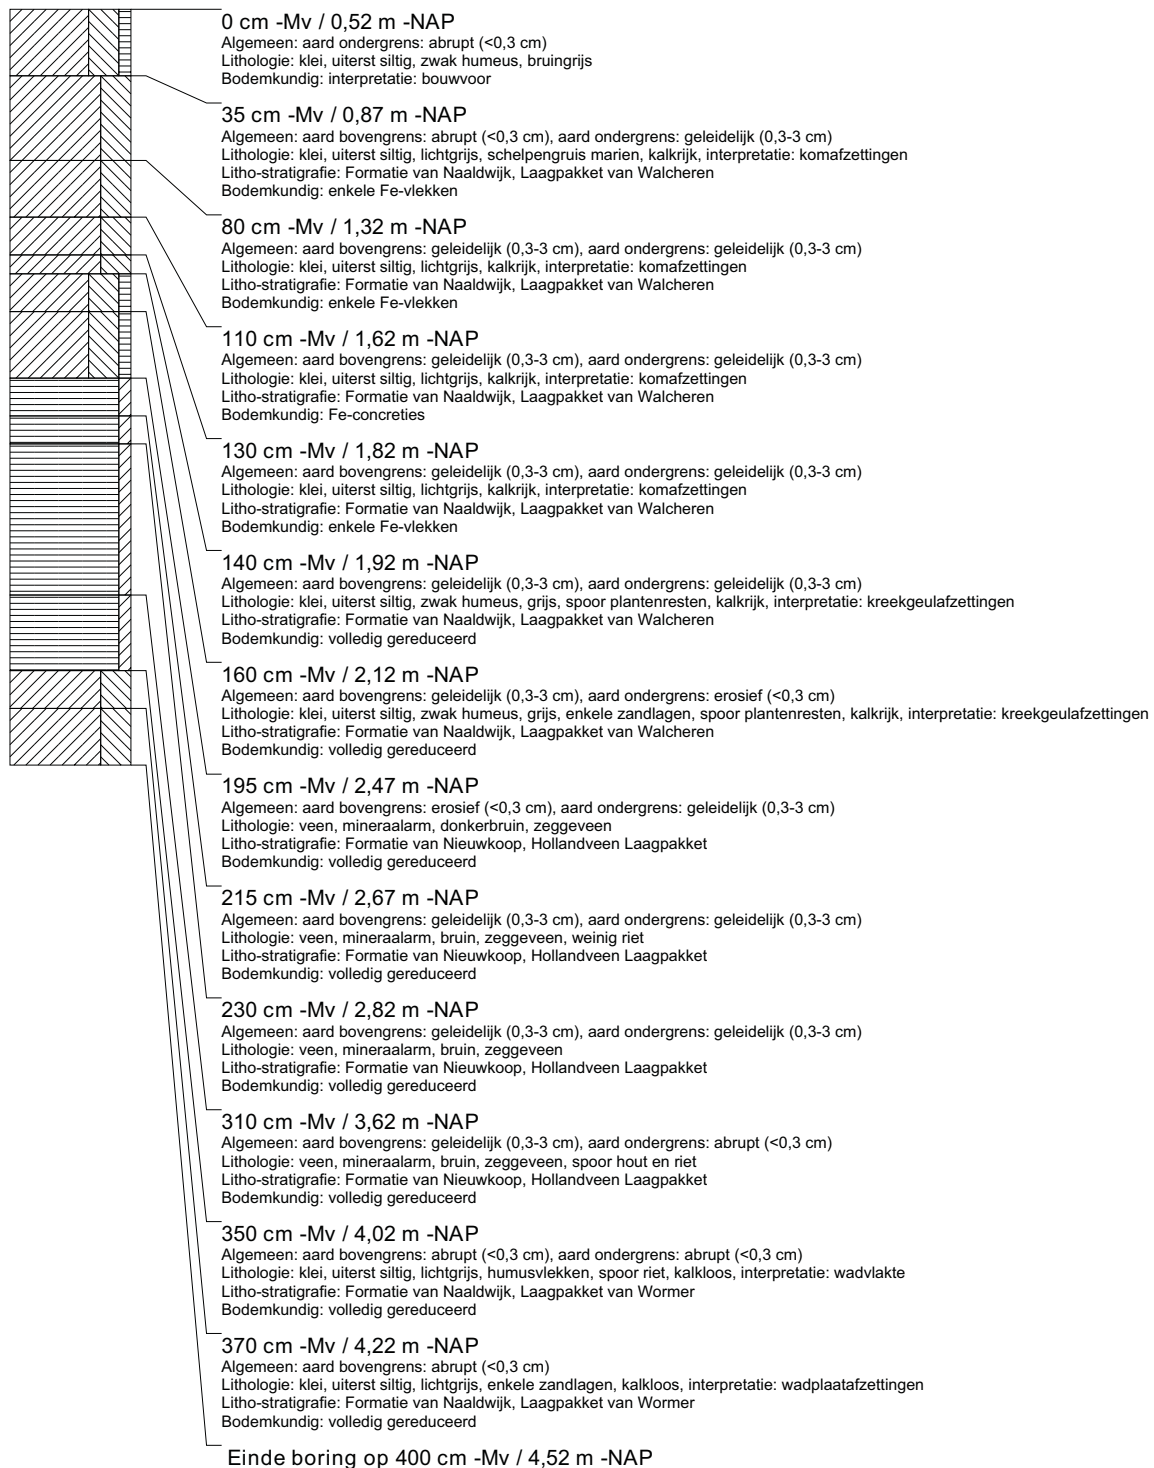 0 cm -Mv / 0,52 m -NAP
Algemeen: aard ondergrens: abrupt (<0,3 cm)
Lithologie: klei, uiterst siltig, zwak humeus, bruingrijs
Bodemkundig: interpretatie: bouwvoor
35 cm -Mv / 0,87 m -NAP
Algemeen: aard bovengrens: abrupt (<0,3 cm), aard ondergrens: geleidelijk (0,3-3 cm)
Lithologie: klei, uiterst siltig, lichtgrijs, schelpengruis marien, kalkrijk, interpretatie: komafzettingen
Litho-stratigrafie: Formatie van Naaldwijk, Laagpakket van Walcheren
Bodemkundig: enkele Fe-vlekken
80 cm -Mv / 1,32 m -NAP
Algemeen: aard bovengrens: geleidelijk (0,3-3 cm), aard ondergrens: geleidelijk (0,3-3 cm)
Lithologie: klei, uiterst siltig, lichtgrijs, kalkrijk, interpretatie: komafzettingen
Litho-stratigrafie: Formatie van Naaldwijk, Laagpakket van Walcheren
Bodemkundig: enkele Fe-vlekken
110 cm -Mv / 1,62 m -NAP
Algemeen: aard bovengrens: geleidelijk (0,3-3 cm), aard ondergrens: geleidelijk (0,3-3 cm)
Lithologie: klei, uiterst siltig, lichtgrijs, kalkrijk, interpretatie: komafzettingen
Litho-stratigrafie: Formatie van Naaldwijk, Laagpakket van Walcheren
Bodemkundig: Fe-concreties
130 cm -Mv / 1,82 m -NAP
Algemeen: aard bovengrens: geleidelijk (0,3-3 cm), aard ondergrens: geleidelijk (0,3-3 cm)
Lithologie: klei, uiterst siltig, lichtgrijs, kalkrijk, interpretatie: komafzettingen
Litho-stratigrafie: Formatie van Naaldwijk, Laagpakket van Walcheren
Bodemkundig: enkele Fe-vlekken
140 cm -Mv / 1,92 m -NAP
Algemeen: aard bovengrens: geleidelijk (0,3-3 cm), aard ondergrens: geleidelijk (0,3-3 cm)
Lithologie: klei, uiterst siltig, zwak humeus, grijs, spoor plantenresten, kalkrijk, interpretatie: kreekgeulafzettingen
Litho-stratigrafie: Formatie van Naaldwijk, Laagpakket van Walcheren
Bodemkundig: volledig gereduceerd
160 cm -Mv / 2,12 m -NAP
Algemeen: aard bovengrens: geleidelijk (0,3-3 cm), aard ondergrens: erosief (<0,3 cm)
Lithologie: klei, uiterst siltig, zwak humeus, grijs, enkele zandlagen, spoor plantenresten, kalkrijk, interpretatie: kreekgeulafzettingen
Litho-stratigrafie: Formatie van Naaldwijk, Laagpakket van Walcheren
Bodemkundig: volledig gereduceerd
195 cm -Mv / 2,47 m -NAP
Algemeen: aard bovengrens: erosief (<0,3 cm), aard ondergrens: geleidelijk (0,3-3 cm)
Lithologie: veen, mineraalarm, donkerbruin, zeggeveen
Litho-stratigrafie: Formatie van Nieuwkoop, Hollandveen Laagpakket
Bodemkundig: volledig gereduceerd
215 cm -Mv / 2,67 m -NAP
Algemeen: aard bovengrens: geleidelijk (0,3-3 cm), aard ondergrens: geleidelijk (0,3-3 cm)
Lithologie: veen, mineraalarm, bruin, zeggeveen, weinig riet
Litho-stratigrafie: Formatie van Nieuwkoop, Hollandveen Laagpakket
Bodemkundig: volledig gereduceerd
230 cm -Mv / 2,82 m -NAP
Algemeen: aard bovengrens: geleidelijk (0,3-3 cm), aard ondergrens: geleidelijk (0,3-3 cm)
Lithologie: veen, mineraalarm, bruin, zeggeveen
Litho-stratigrafie: Formatie van Nieuwkoop, Hollandveen Laagpakket
Bodemkundig: volledig gereduceerd
310 cm -Mv / 3,62 m -NAP
Algemeen: aard bovengrens: geleidelijk (0,3-3 cm), aard ondergrens: abrupt (<0,3 cm)
Lithologie: veen, mineraalarm, bruin, zeggeveen, spoor hout en riet
Litho-stratigrafie: Formatie van Nieuwkoop, Hollandveen Laagpakket
Bodemkundig: volledig gereduceerd
350 cm -Mv / 4,02 m -NAP
Algemeen: aard bovengrens: abrupt (<0,3 cm), aard ondergrens: abrupt (<0,3 cm)
Lithologie: klei, uiterst siltig, lichtgrijs, humusvlekken, spoor riet, kalkloos, interpretatie: wadvlakte
Litho-stratigrafie: Formatie van Naaldwijk, Laagpakket van Wormer
Bodemkundig: volledig gereduceerd
370 cm -Mv / 4,22 m -NAP
Algemeen: aard bovengrens: abrupt (<0,3 cm)
Lithologie: klei, uiterst siltig, lichtgrijs, enkele zandlagen, kalkloos, interpretatie: wadplaatafzettingen
Litho-stratigrafie: Formatie van Naaldwijk, Laagpakket van Wormer
Bodemkundig: volledig gereduceerd
Einde boring op 400 cm -Mv / 4,52 m -NAP